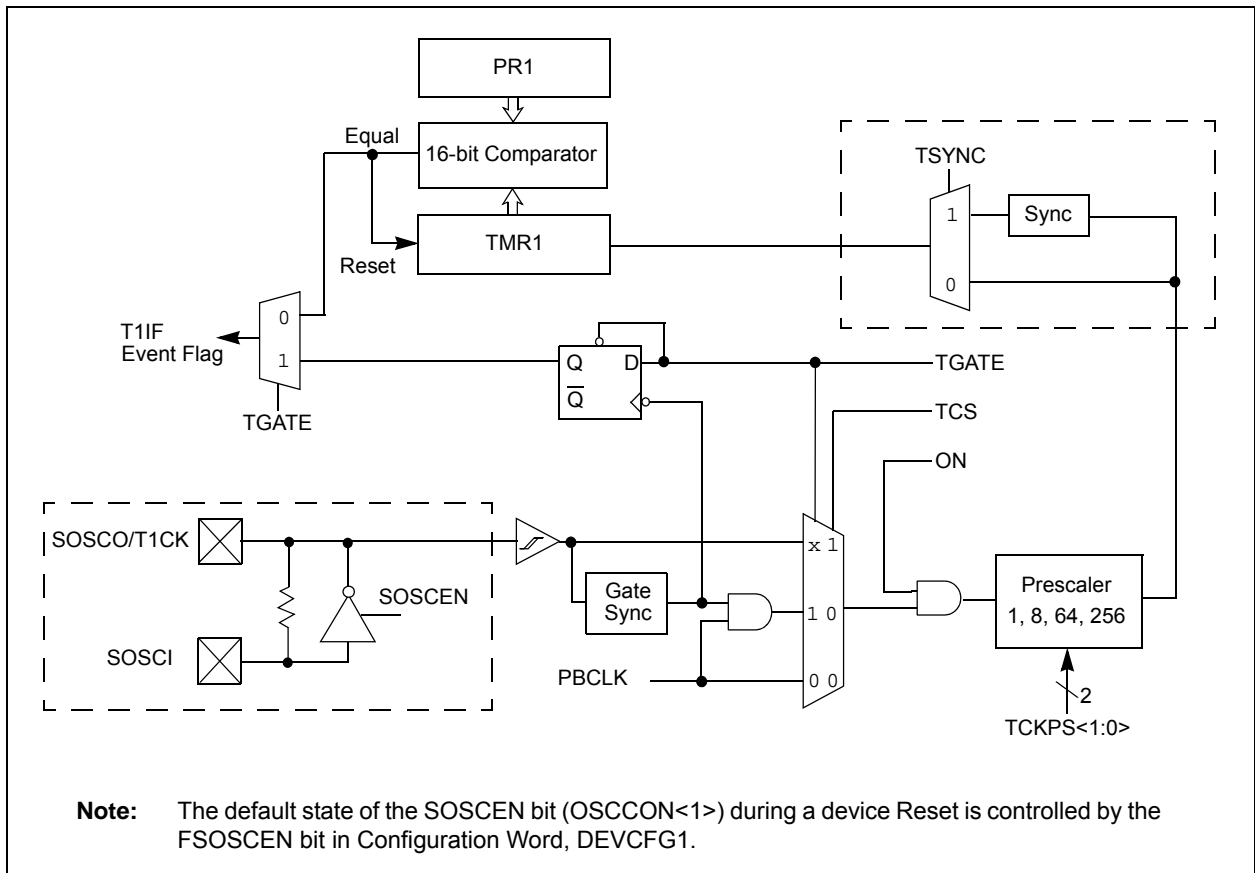 PR1
Equal
16-bit Comparator
TSYNC
1
Sync
TMR1
Reset
0
T1IF
Event Flag
0
1
TGATE
Q
D
Q
TGATE
TCS
ON
SOSCO/T1CK
x 1
SOSCEN
Gate
Sync
1 0
Prescaler
1, 8, 64, 256
SOSCI
PBCLK
0 0
2
TCKPS<1:0>
Note: The default state of the SOSCEN bit (OSCCON<1>) during a device Reset is controlled by the
FSOSCEN bit in Configuration Word, DEVCFG1.